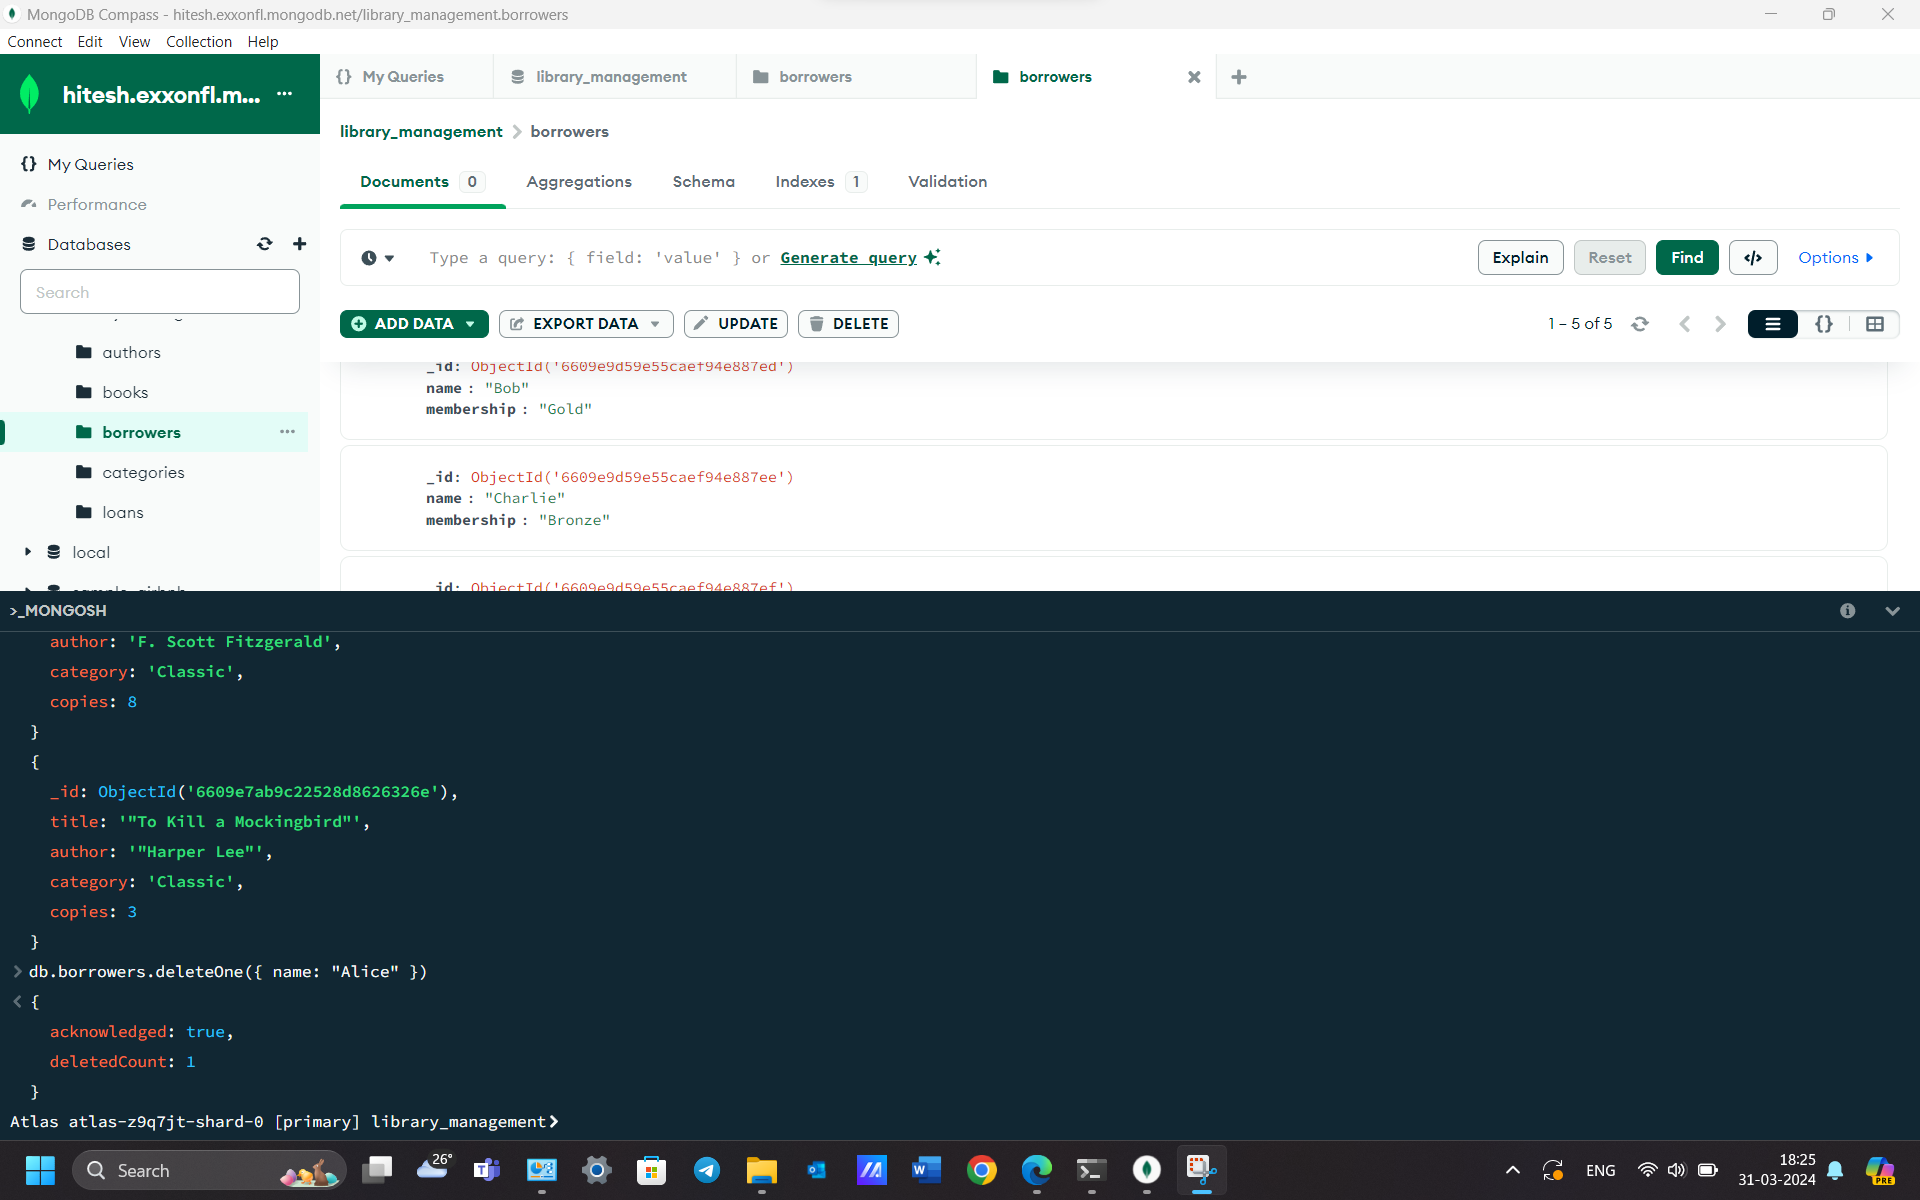 MongoDB Compass - hitesh.exxonfl.mongodb.net/library_management.borrowers
Connect Edit View Collection Help
hitesh.exxonfl.m... ...
My Queries
library_management
borrowers
borrowers
{} My Queries
Performance
Databases
Search
authors
books
borrowers ...
categories
loans
local
library_management > borrowers
Documents 0 Aggregations Schema Indexes 1 Validation
Type a query: { field: 'value' } or Generate query
Explain Reset Find </> Options
ADD DATA EXPORT DATA UPDATE DELETE
1 – 5 of 5 {}
_id: ObjectId('6609e9d59e55caef94e887ed')
name : "Bob"
membership : "Gold"
_id: ObjectId('6609e9d59e55caef94e887ee')
name : "Charlie"
membership : "Bronze"
_id: ObjectId('6609e9d59e55caef94e887ef')
>_MONGOSH
author: 'F. Scott Fitzgerald',
category: 'Classic',
copies: 8
}
{
_id: ObjectId('6609e7ab9c22528d8626326e'),
title: '"To Kill a Mockingbird"',
author: '"Harper Lee"',
category: 'Classic',
copies: 3
}
> db.borrowers.deleteOne({ name: "Alice" })
< {
acknowledged: true,
deletedCount: 1
}
Atlas atlas-z9q7jt-shard-0 [primary] library_management>
Search
26°
ENG
18:25
31-03-2024
PRE